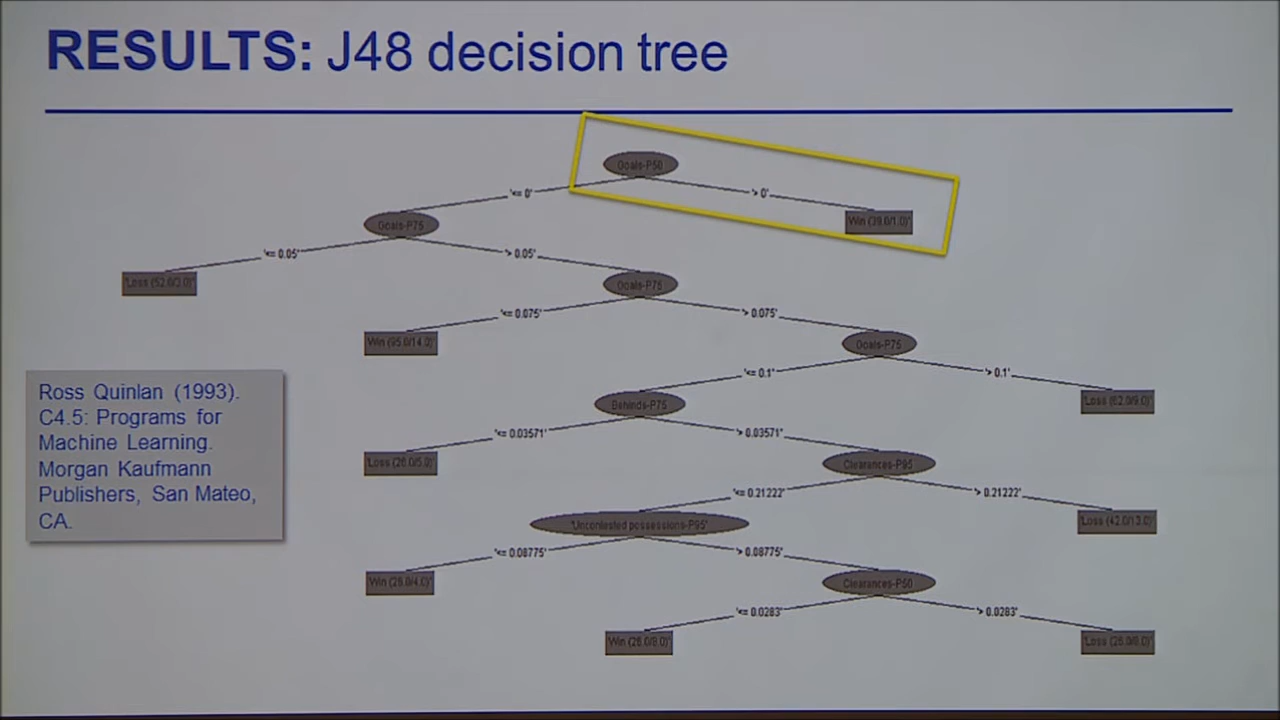 RESULTS: J48 decision tree
Goals-P50
'<= 0'
'> 0'
Goals-P75
'Win (39.0/1.0)'
'<= 0.05'
'> 0.05'
'Loss (52.0/3.0)'
Goals-P75
'<= 0.075'
'> 0.075'
'Win (95.0/14.0)'
Goals-P75
'<= 0.1'
'> 0.1'
Behinds-P75
'Loss (62.0/9.0)'
'<= 0.03571'
'> 0.03571'
'Loss (26.0/5.0)'
Clearances-P95
'<= 0.21222'
'> 0.21222'
'Uncontested possessions-P95'
'Loss (42.0/13.0)'
'<= 0.08775'
'> 0.08775'
'Win (26.0/4.0)'
Clearances-P50
'<= 0.0283'
'> 0.0283'
'Win (26.0/8.0)'
'Loss (26.0/8.0)'
Ross Quinlan (1993).
C4.5: Programs for
Machine Learning.
Morgan Kaufmann
Publishers, San Mateo,
CA.